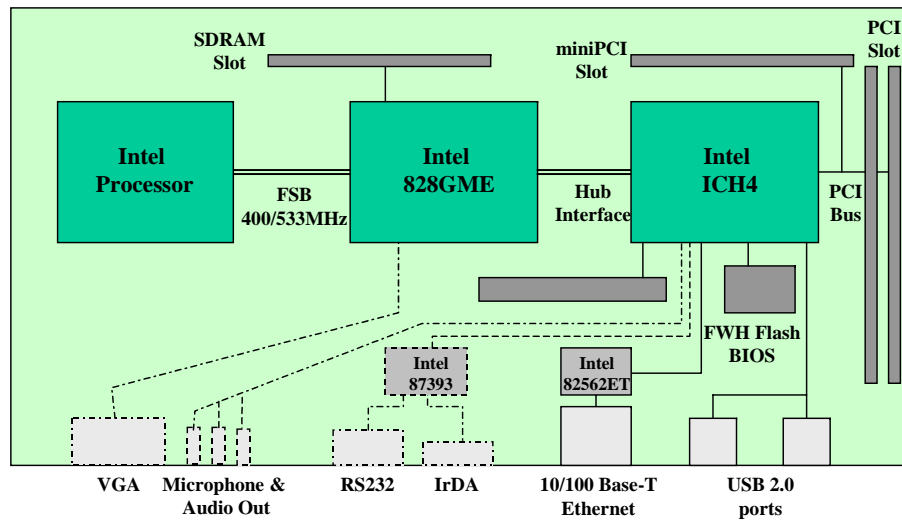 SDRAM
Slot
miniPCI
Slot
PCI
Slot
Intel
Processor
FSB
400/533MHz
Intel
828GME
Hub
Interface
Intel
ICH4
PCI
Bus
FWH Flash
BIOS
Intel
87393
Intel
82562ET
VGA
Microphone &
Audio Out
RS232
IrDA
10/100 Base-T
Ethernet
USB 2.0
ports